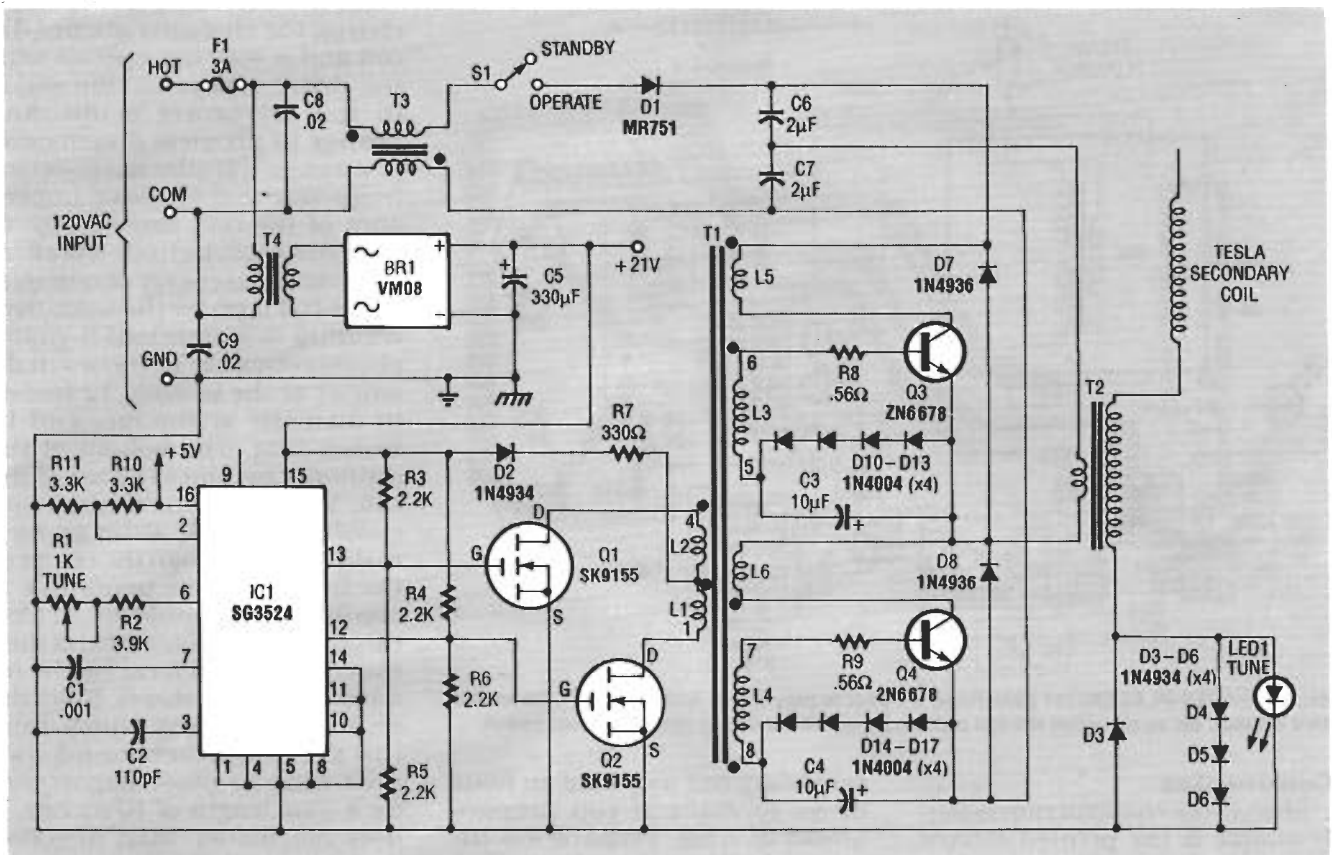 F1
3A
HOT
C8
.02
T3
S1
STANDBY
OPERATE
D1
MR751
C6
2µF
C7
2µF
COM
120VAC
INPUT
T4
BR1
VM08
~
~
+
−
+
C5
330µF
+21V
C9
.02
GND
T1
L5
D7
1N4936
TESLA
SECONDARY
COIL
6
R8
.56Ω
Q3
ZN6678
T2
L3
5
D10–D13
1N4004 (x4)
C3
10µF
+
R11
3.3K
R10
3.3K
+5V
9
15
16
2
R1
1K
TUNE
R2
3.9K
6
7
C1
.001
3
C2
110pF
IC1
SG3524
13
12
14
11
10
1
4
5
8
R3
2.2K
D2
1N4934
R7
330Ω
R4
2.2K
R6
2.2K
R5
2.2K
D
G
S
Q1
SK9155
D
G
S
Q2
SK9155
4
L2
L1
1
L6
D8
1N4936
7
R9
.56Ω
Q4
2N6678
L4
8
D14–D17
1N4004 (x4)
C4
10µF
+
D3–D6
1N4934 (x4)
LED1
TUNE
D3
D4
D5
D6